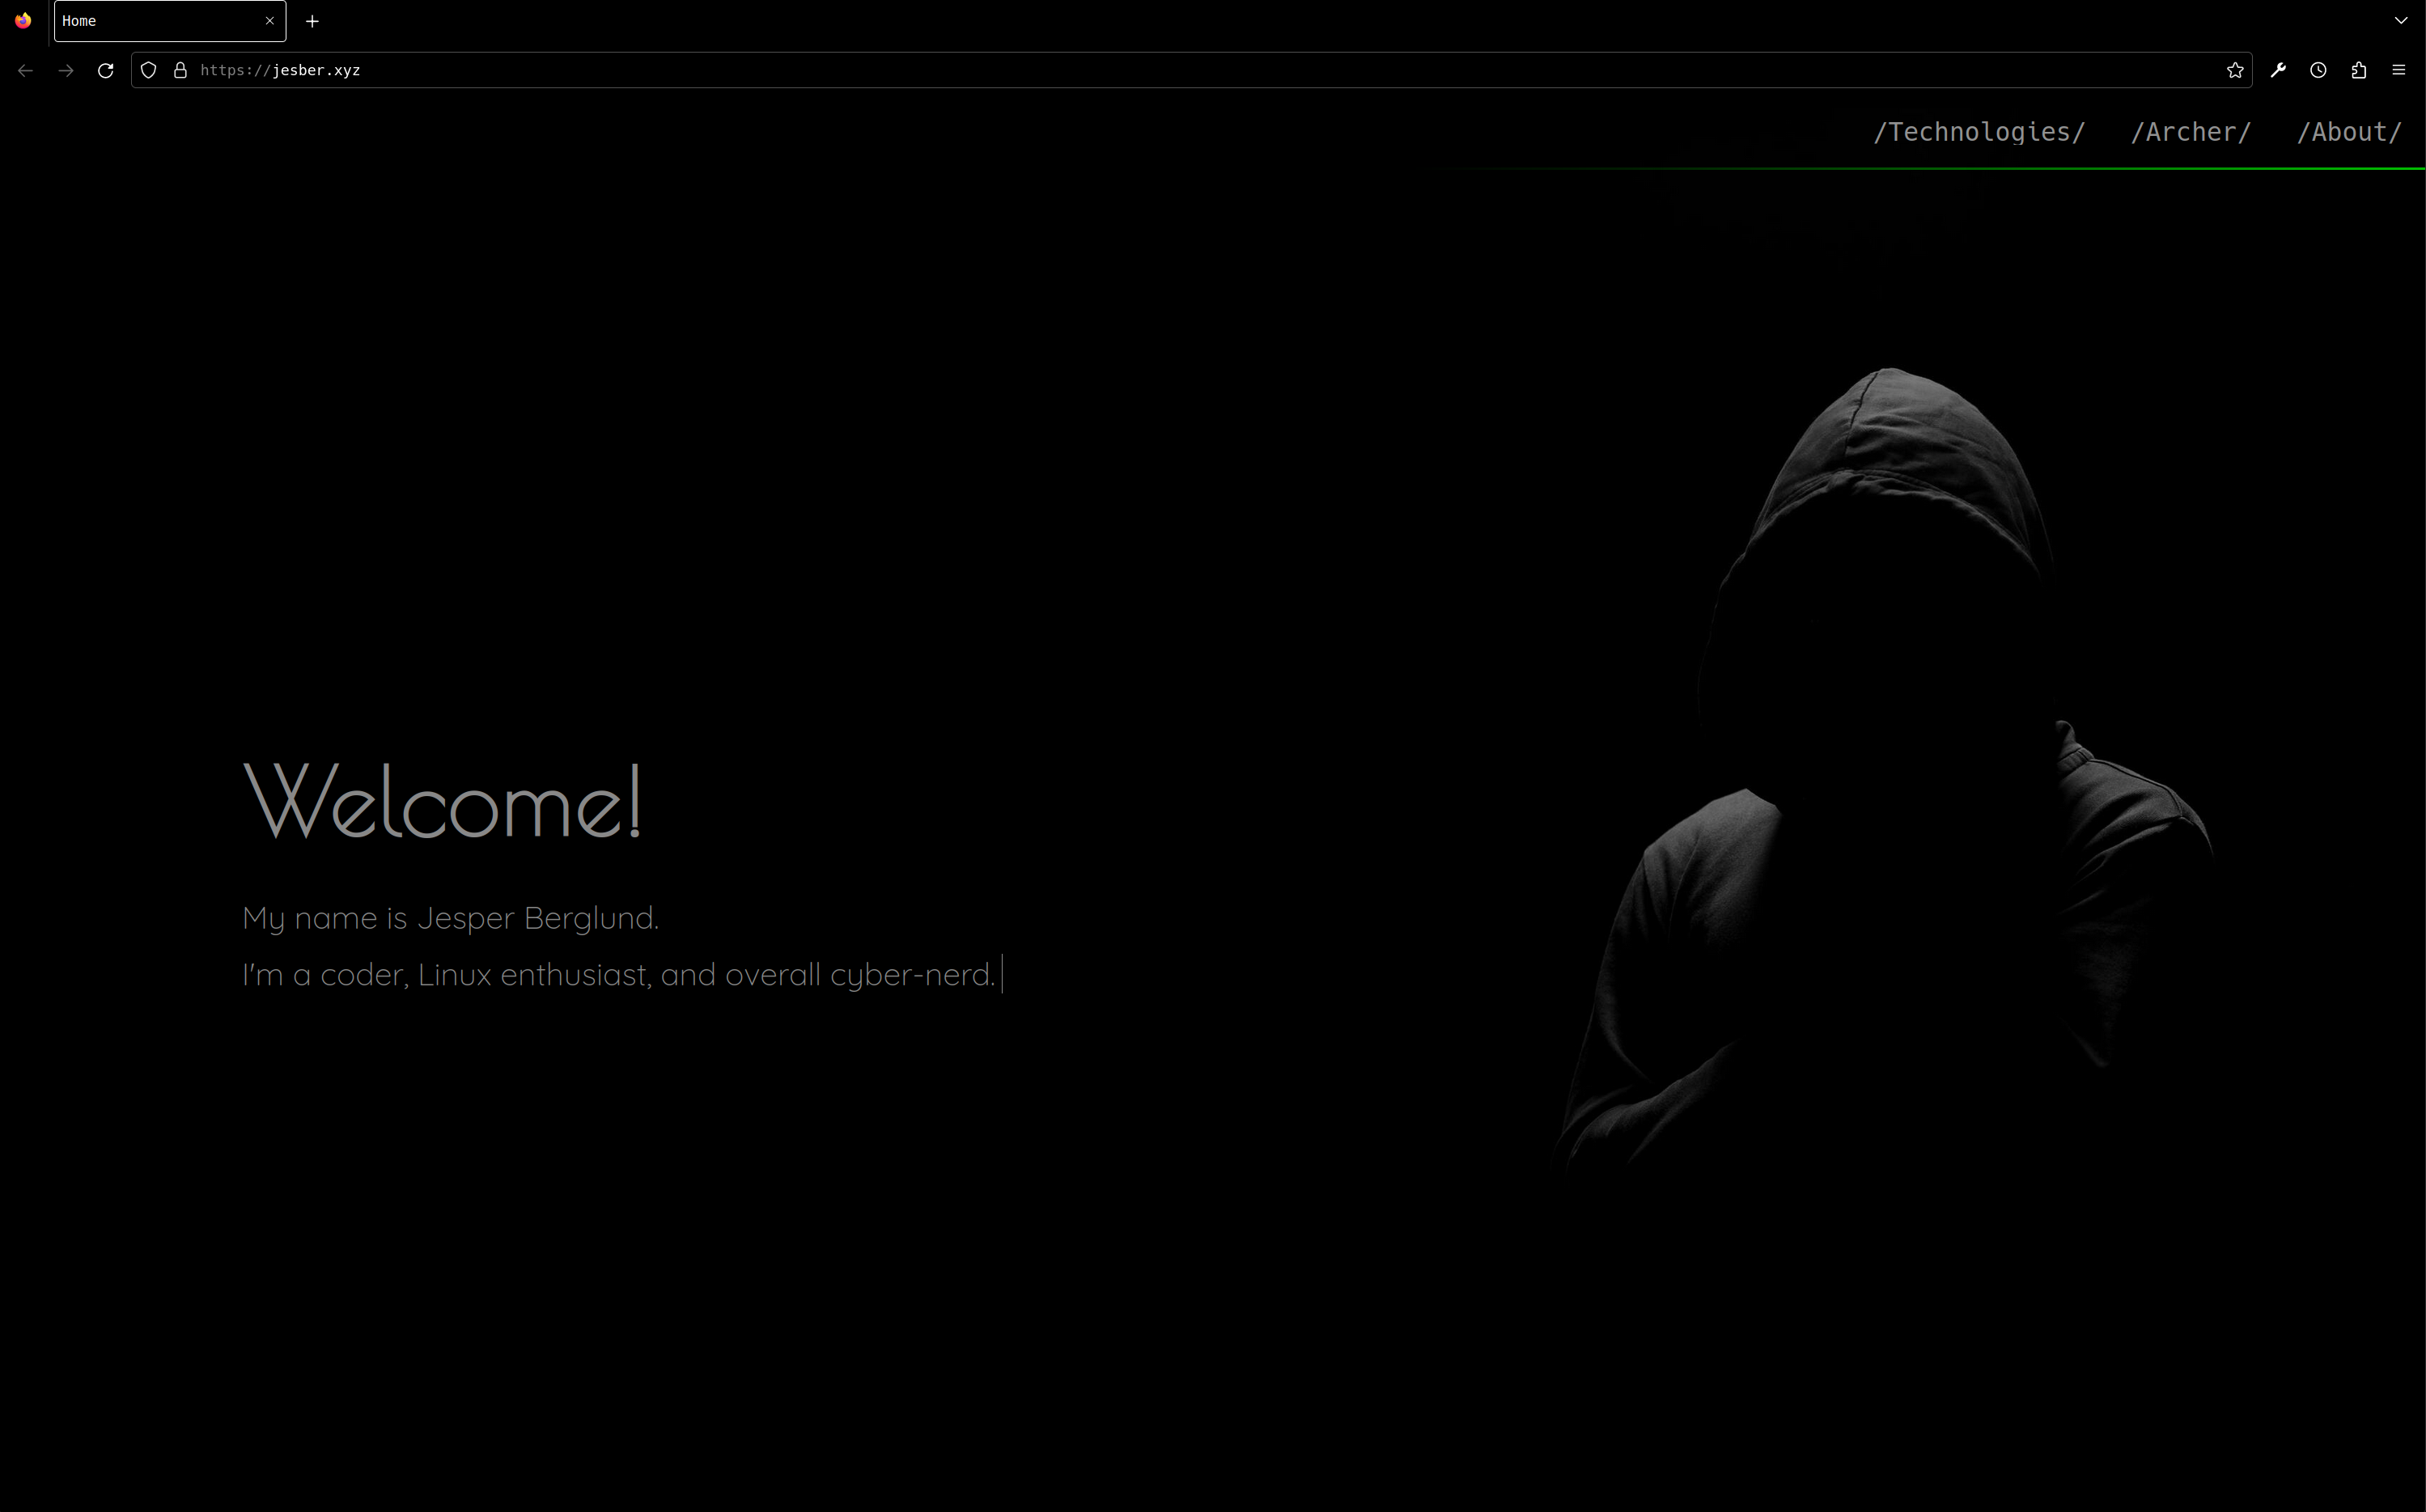 Home
https://jesber.xyz
/Technologies/ /Archer/ /About/
Welcome!
My name is Jesper Berglund.
I'm a coder, Linux enthusiast, and overall cyber-nerd.